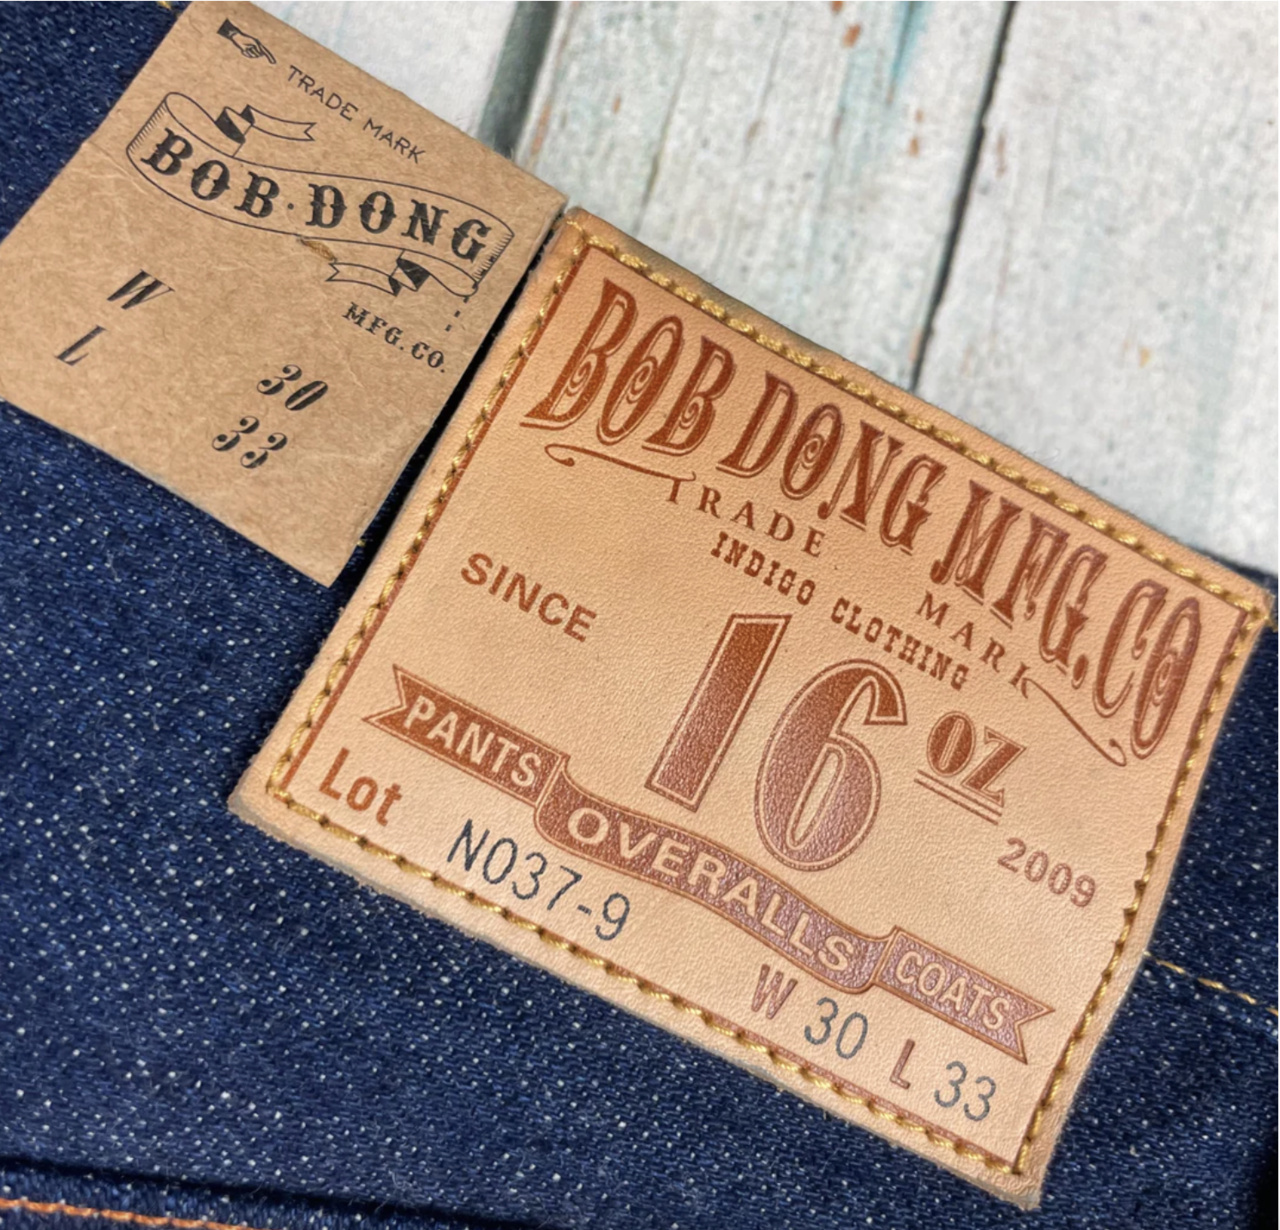 TRADE MARK
BOB·DONG
MFG.CO.
W 30
L 33
BOB DONG MFG.CO
TRADE MARK
INDIGO CLOTHING
SINCE 2009
16 OZ
PANTS OVERALLS COATS
Lot NO37-9
W 30 L 33